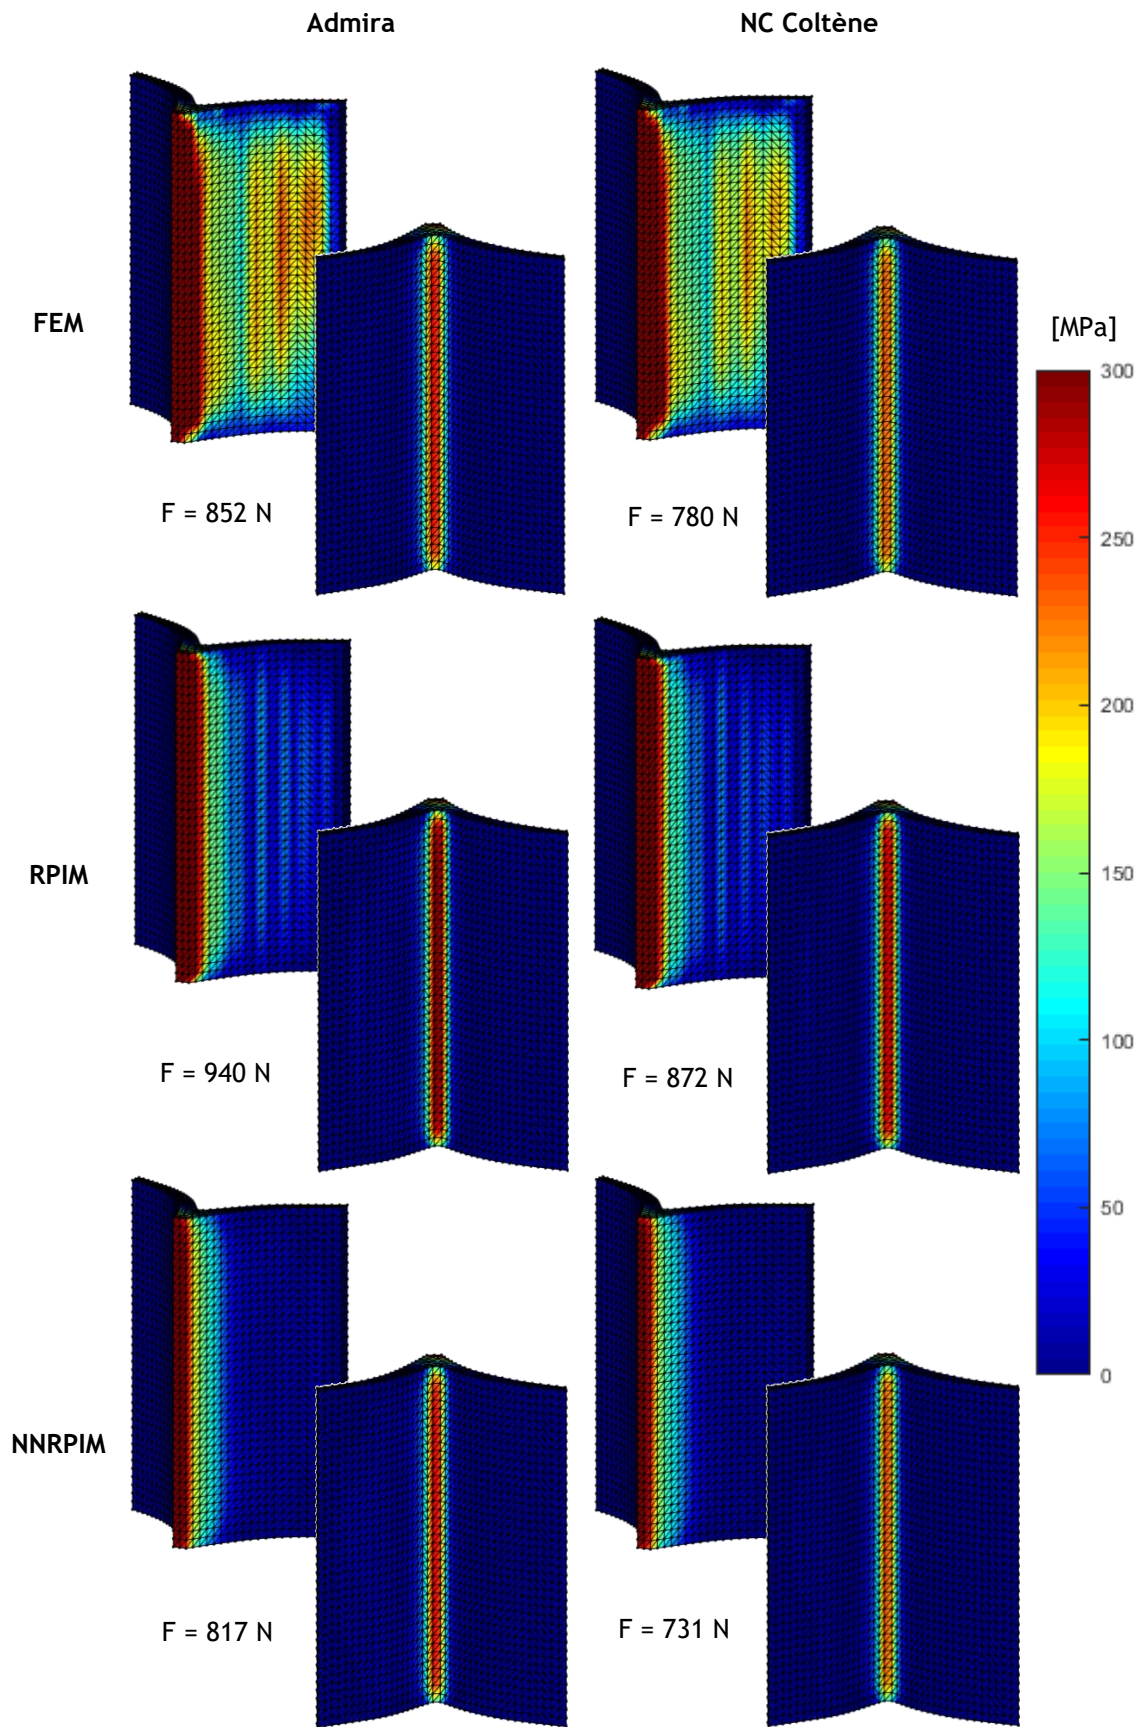 Admira NC Coltène
FEM
[MPa]
300
F = 852 N F = 780 N
250
200
RPIM
150
100
F = 940 N F = 872 N
50
0
NNRPIM
F = 817 N F = 731 N